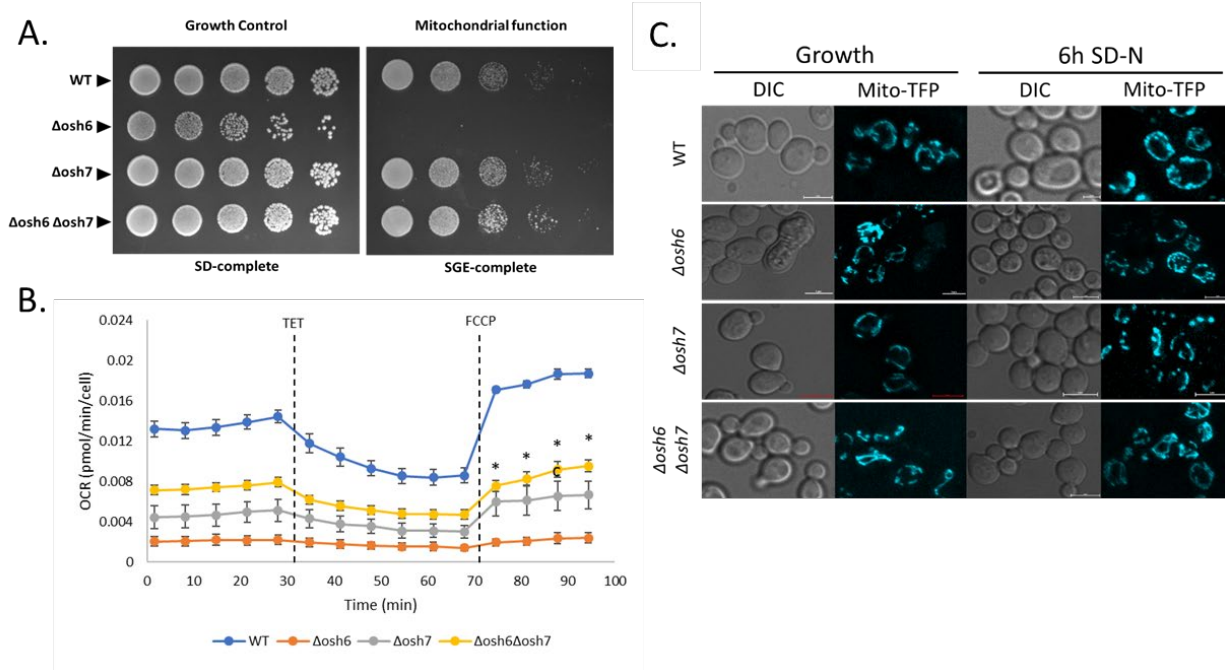 A.
Growth Control
Mitochondrial function
WT
Δosh6
Δosh7
Δosh6 Δosh7
SD-complete
SGE-complete
B.
TET
FCCP
0.024
0.02
0.016
0.012
0.008
0.004
0
OCR (pmol/min/cell)
* * * *
C
0 10 20 30 40 50 60 70 80 90 100
Time (min)
WT Δosh6 Δosh7 Δosh6Δosh7
C.
Growth
6h SD-N
DIC
Mito-TFP
DIC
Mito-TFP
WT
Δosh6
Δosh7
Δosh6
Δosh7